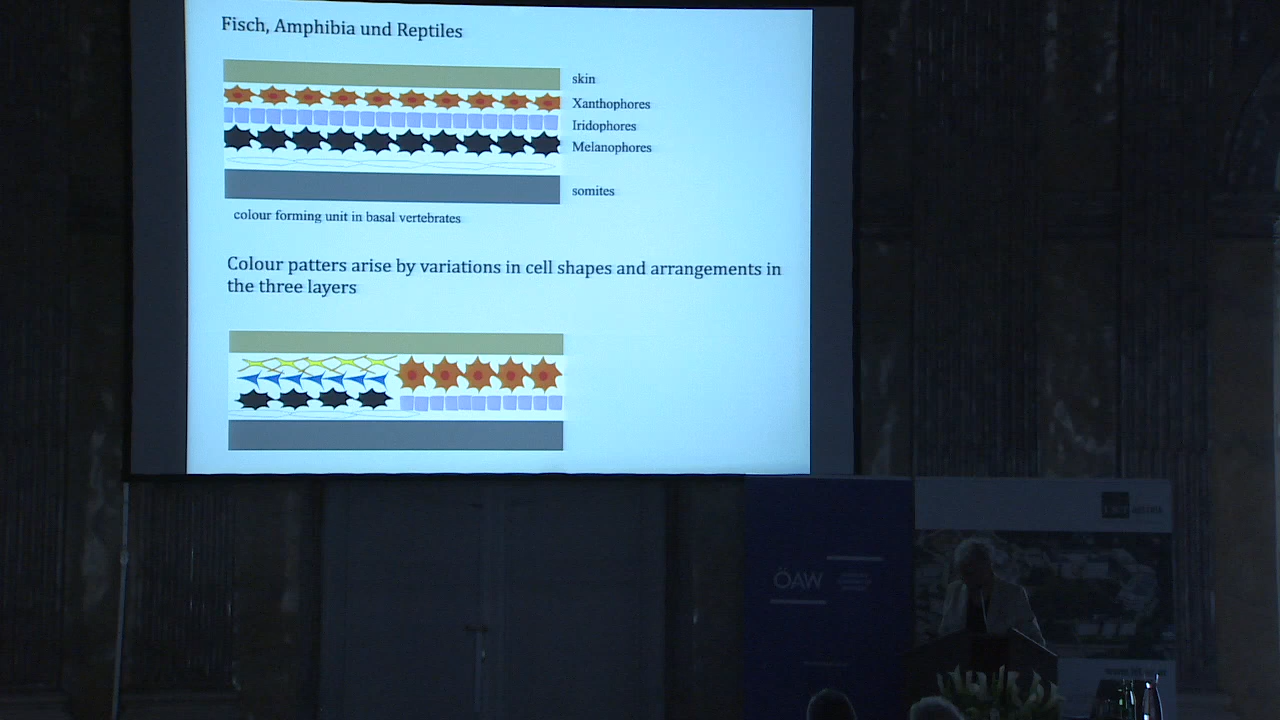 Fisch, Amphibia und Reptiles
skin
Xanthophores
Iridophores
Melanophores
somites
colour forming unit in basal vertebrates
Colour patters arise by variations in cell shapes and arrangements in
the three layers
ÖAW